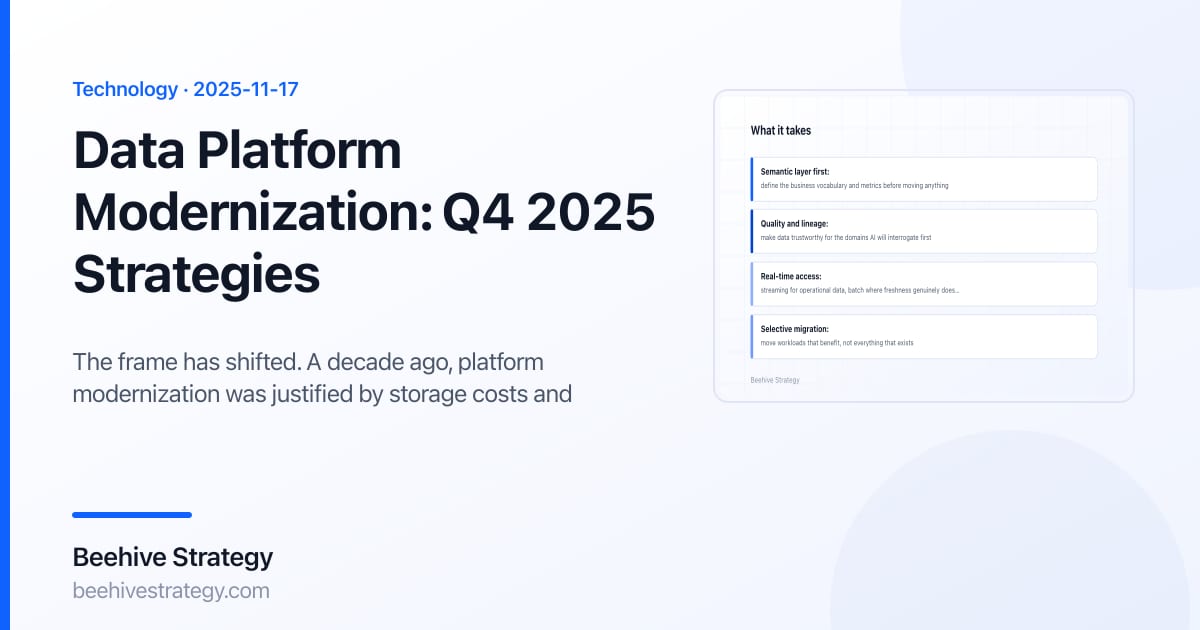 Technology · 2025-11-17
Data Platform
Modernization: Q4 2025
Strategies
The frame has shifted. A decade ago, platform
modernization was justified by storage costs and
Beehive Strategy
beehivestrategy.com
What it takes
Semantic layer first:
define the business vocabulary and metrics before moving anything
Quality and lineage:
make data trustworthy for the domains AI will interrogate first
Real-time access:
streaming for operational data, batch where freshness genuinely does...
Selective migration:
move workloads that benefit, not everything that exists
Beehive Strategy